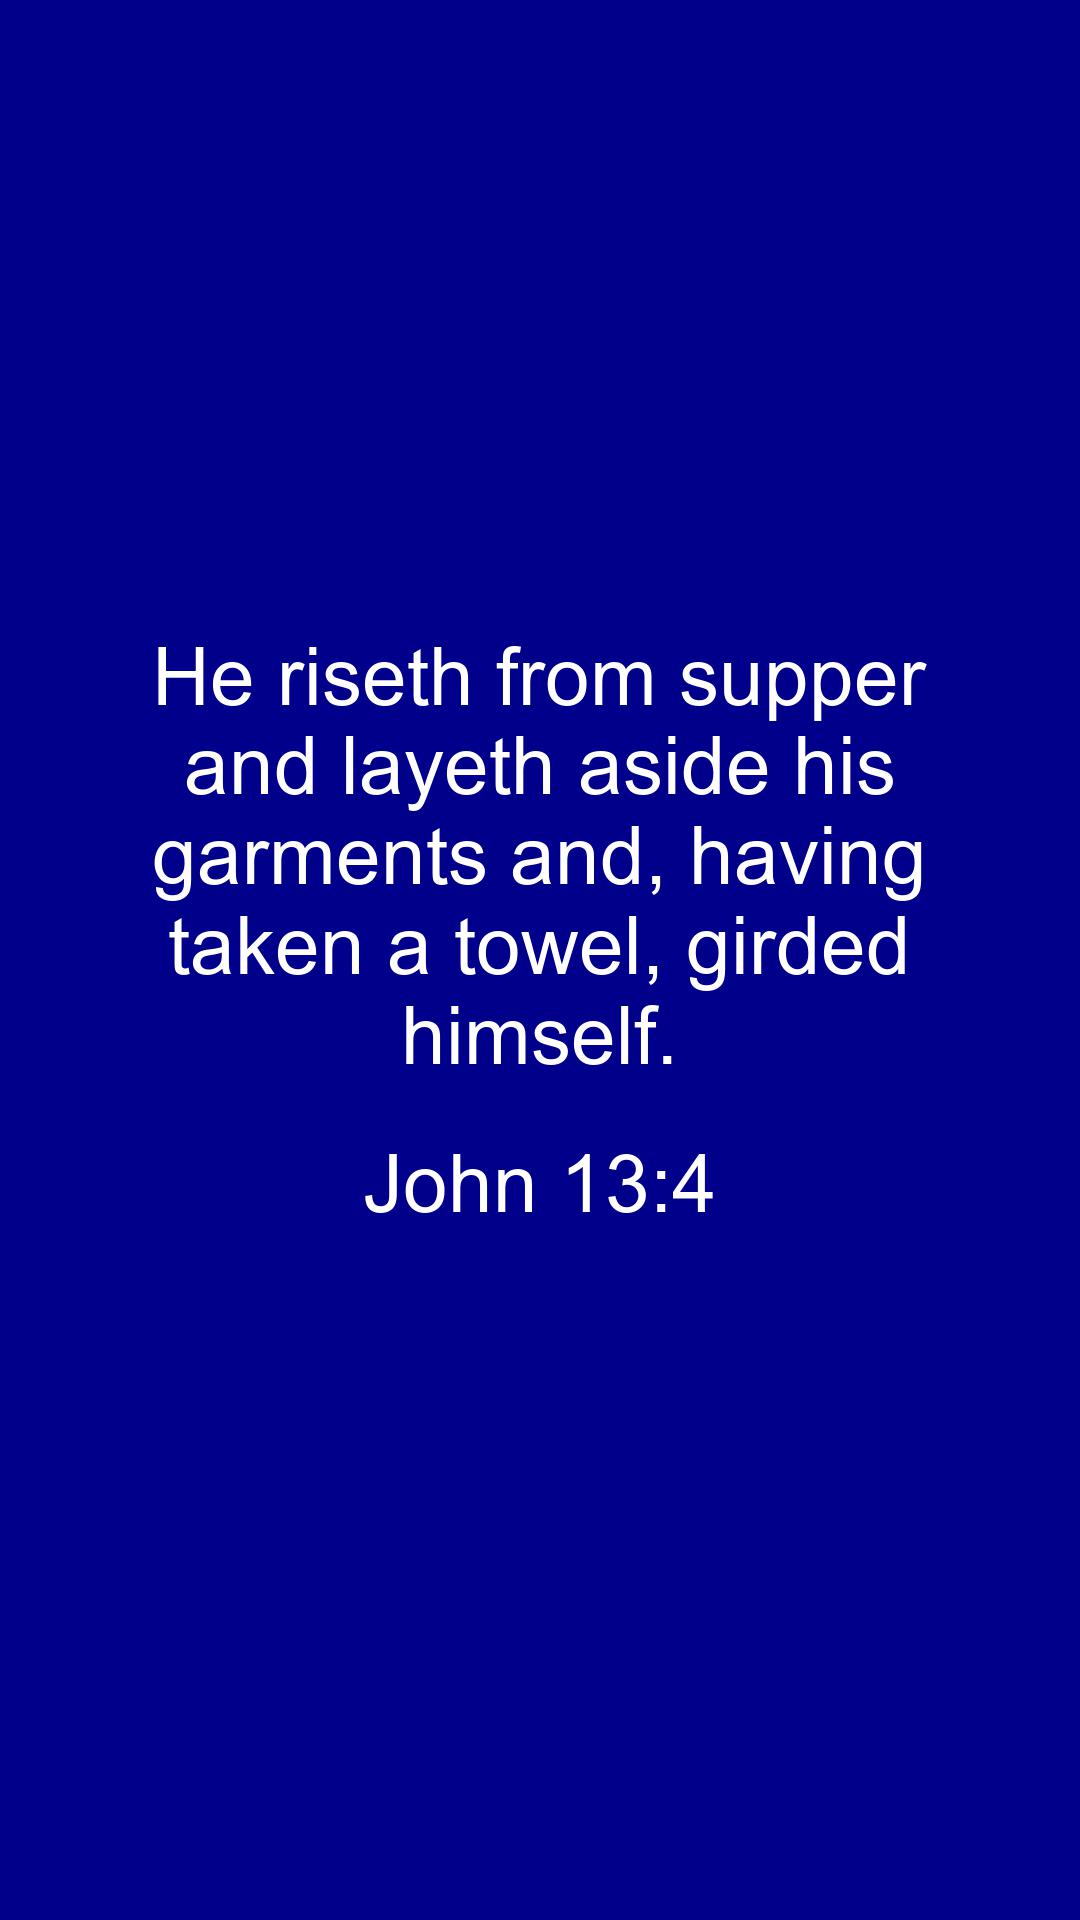 He riseth from supper
and layeth aside his
garments and, having
taken a towel, girded
himself.
John 13:4